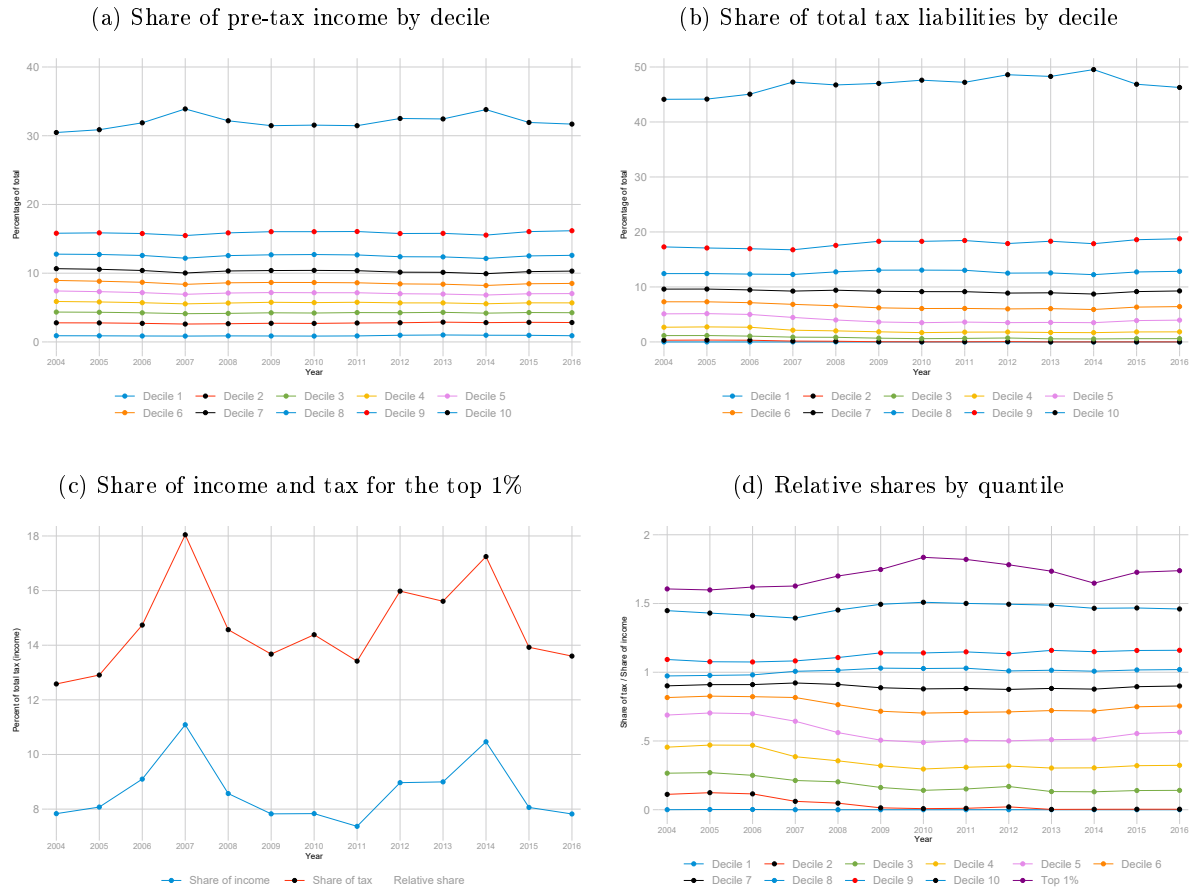 (a) Share of pre-tax income by decile
40
30
20
10
0
Percentage of total
2004 2005 2006 2007 2008 2009 2010 2011 2012 2013 2014 2015 2016
Year
Decile 1 Decile 2 Decile 3 Decile 4 Decile 5
Decile 6 Decile 7 Decile 8 Decile 9 Decile 10
(b) Share of total tax liabilities by decile
50
40
30
20
10
0
Percentage of total
2004 2005 2006 2007 2008 2009 2010 2011 2012 2013 2014 2015 2016
Year
Decile 1 Decile 2 Decile 3 Decile 4 Decile 5
Decile 6 Decile 7 Decile 8 Decile 9 Decile 10
(c) Share of income and tax for the top 1%
18
16
14
12
10
8
Percent of total tax (income)
2004 2005 2006 2007 2008 2009 2010 2011 2012 2013 2014 2015 2016
Year
Share of income Share of tax Relative share
(d) Relative shares by quantile
2
1.5
1
.5
0
Share of tax / Share of income
2004 2005 2006 2007 2008 2009 2010 2011 2012 2013 2014 2015 2016
Year
Decile 1 Decile 2 Decile 3 Decile 4 Decile 5 Decile 6
Decile 7 Decile 8 Decile 9 Decile 10 Top 1%